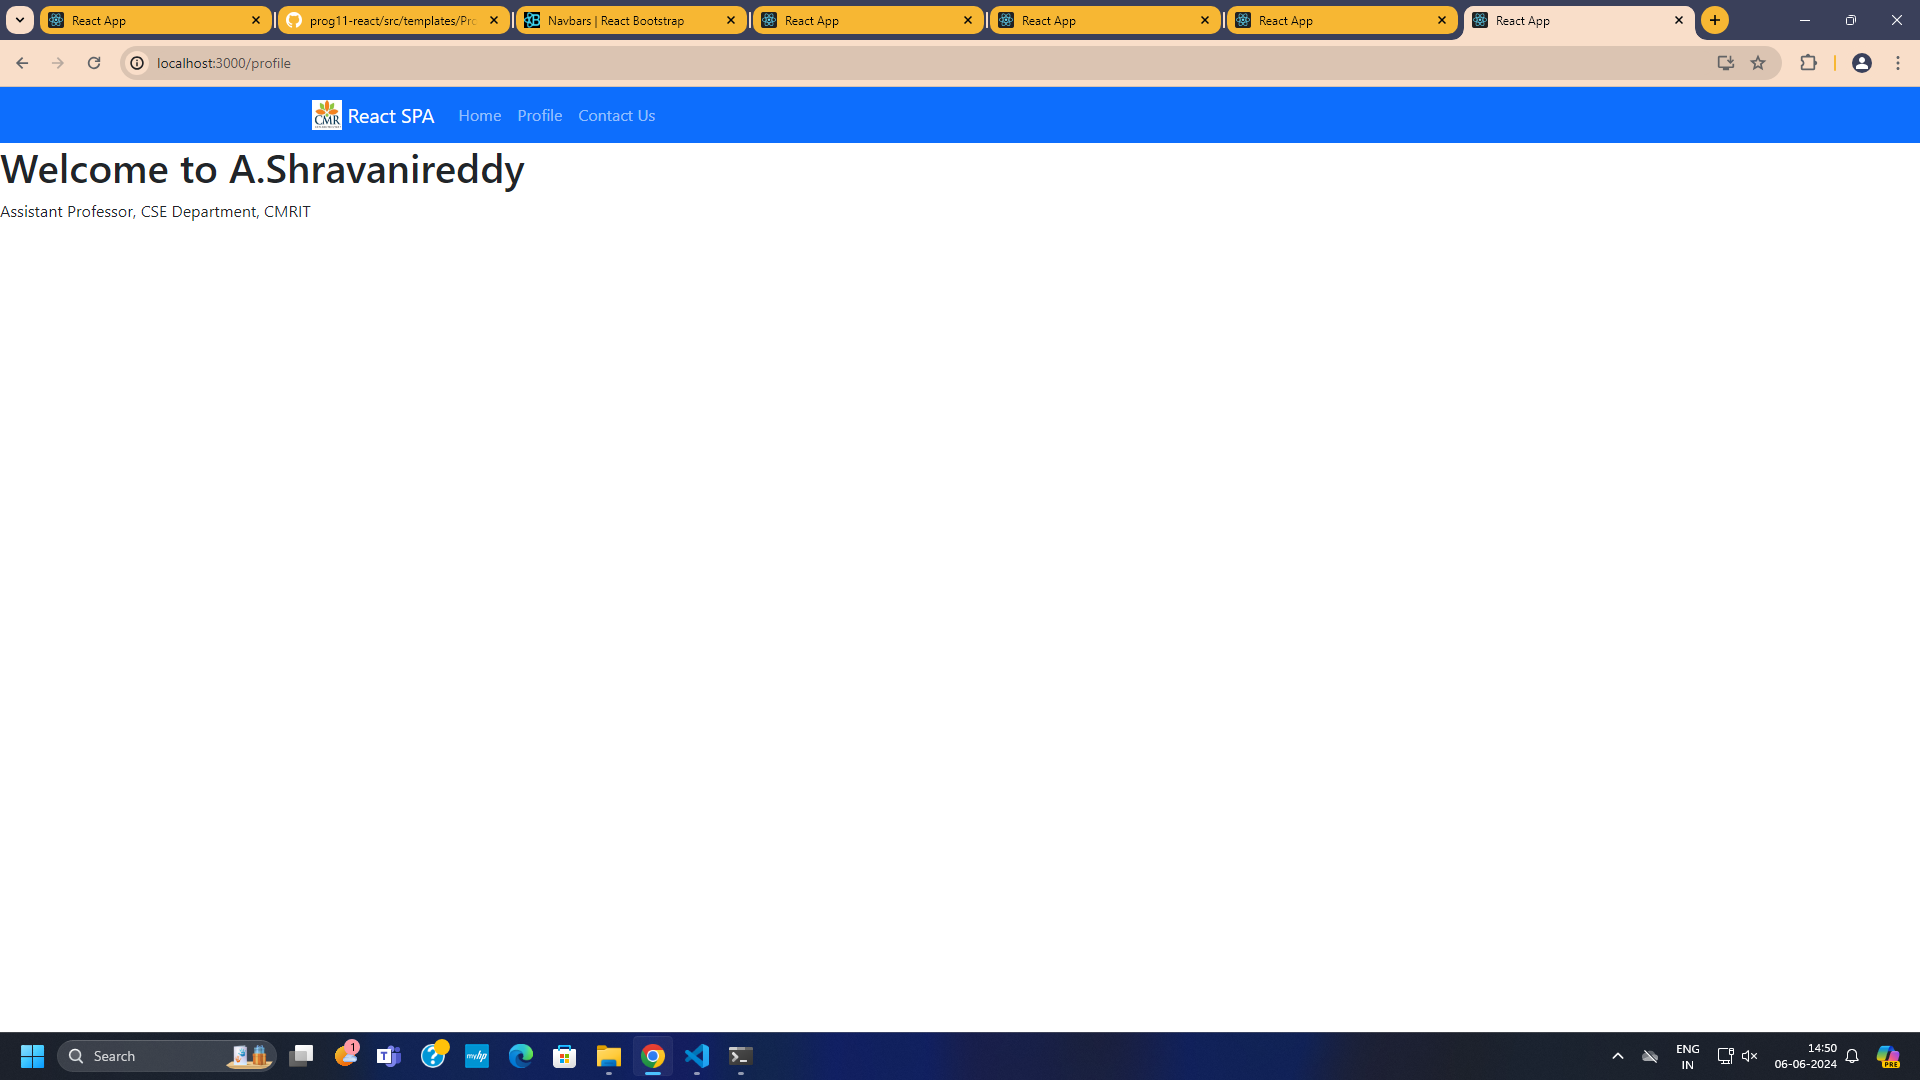 React App
prog11-react/src/templates/Pro
Navbars | React Bootstrap
React App
React App
React App
React App
localhost:3000/profile
CMR
React SPA
Home
Profile
Contact Us
Welcome to A.Shravanireddy
Assistant Professor, CSE Department, CMRIT
Search
1
T
?
myhp
ENG
IN
14:50
06-06-2024
PRE